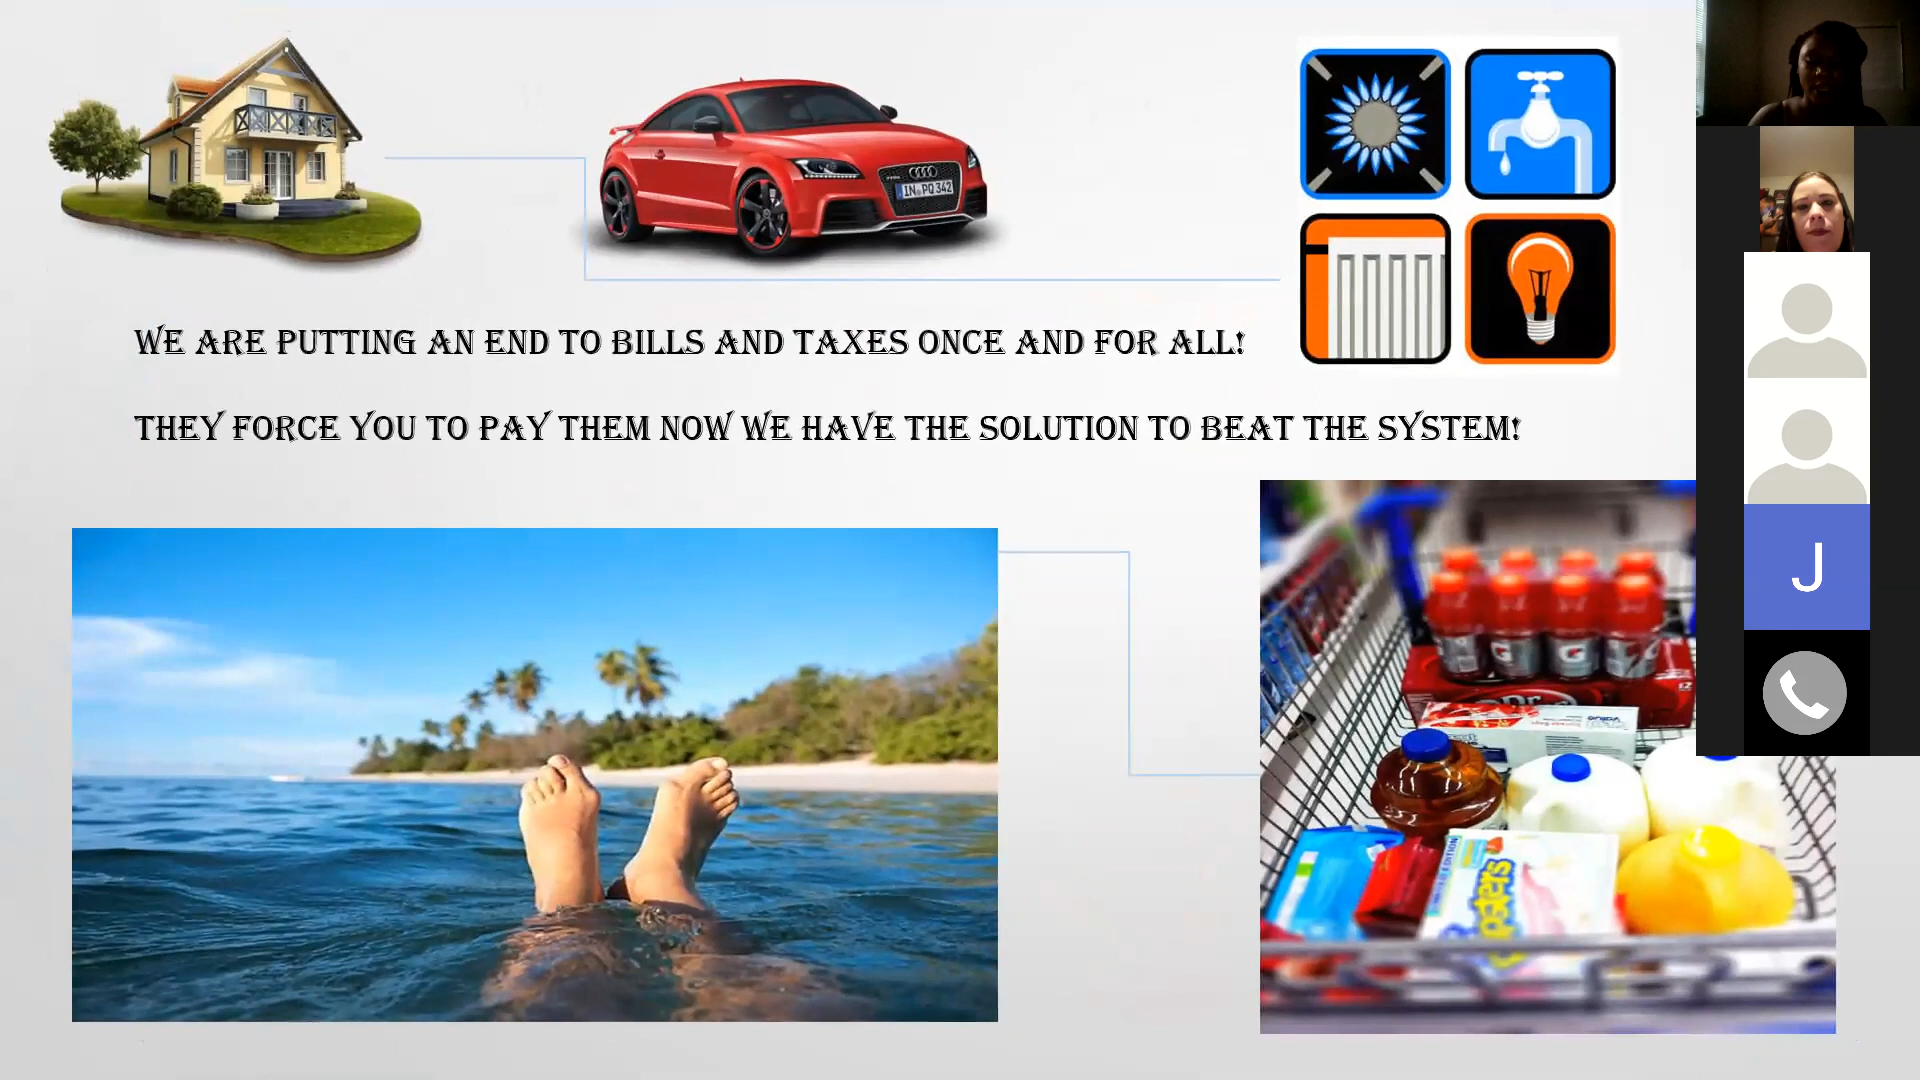 IN PQ 342
WE ARE PUTTING AN END TO BILLS AND TAXES ONCE AND FOR ALL!
THEY FORCE YOU TO PAY THEM NOW WE HAVE THE SOLUTION TO BEAT THE SYSTEM!
J
G G G
Dr